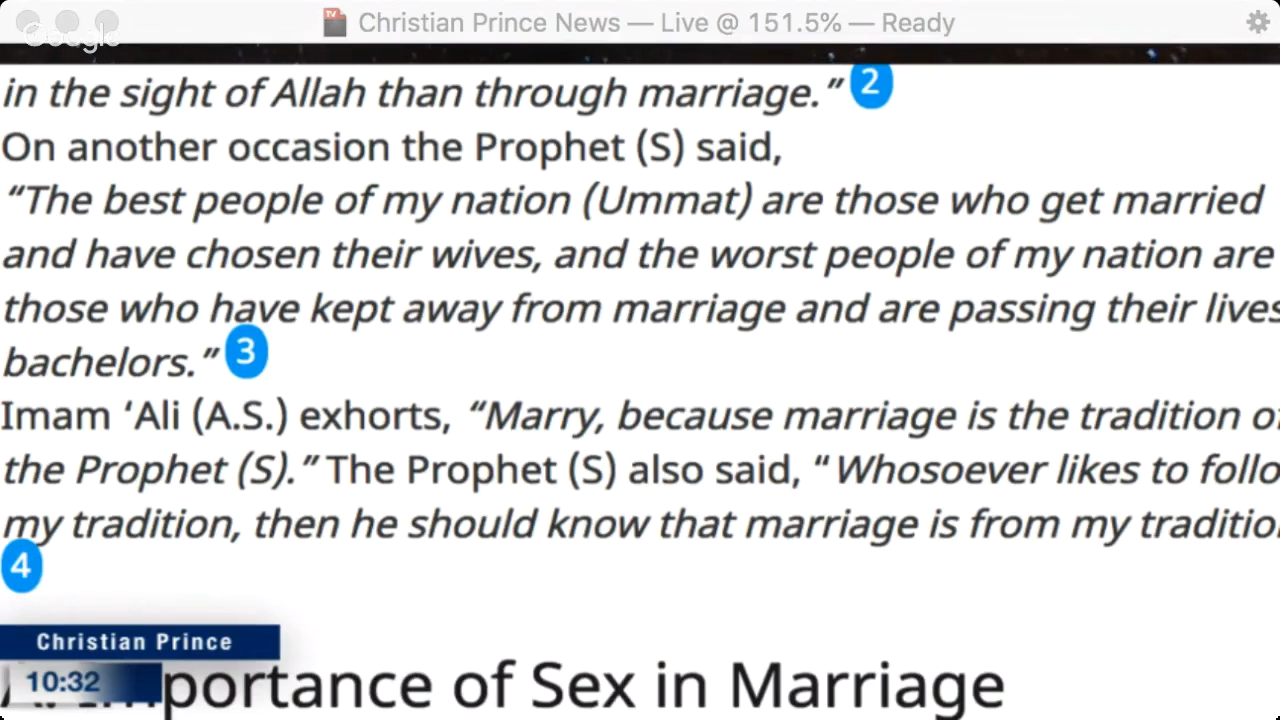 Christian Prince News — Live @ 151.5% — Ready
Google
in the sight of Allah than through marriage.” 2
On another occasion the Prophet (S) said,
“The best people of my nation (Ummat) are those who get married
and have chosen their wives, and the worst people of my nation are
those who have kept away from marriage and are passing their lives
bachelors.” 3
Imam ‘Ali (A.S.) exhorts, “Marry, because marriage is the tradition of
the Prophet (S).” The Prophet (S) also said, “Whosoever likes to follo
my tradition, then he should know that marriage is from my traditio
4
Christian Prince
10:32
portance of Sex in Marriage